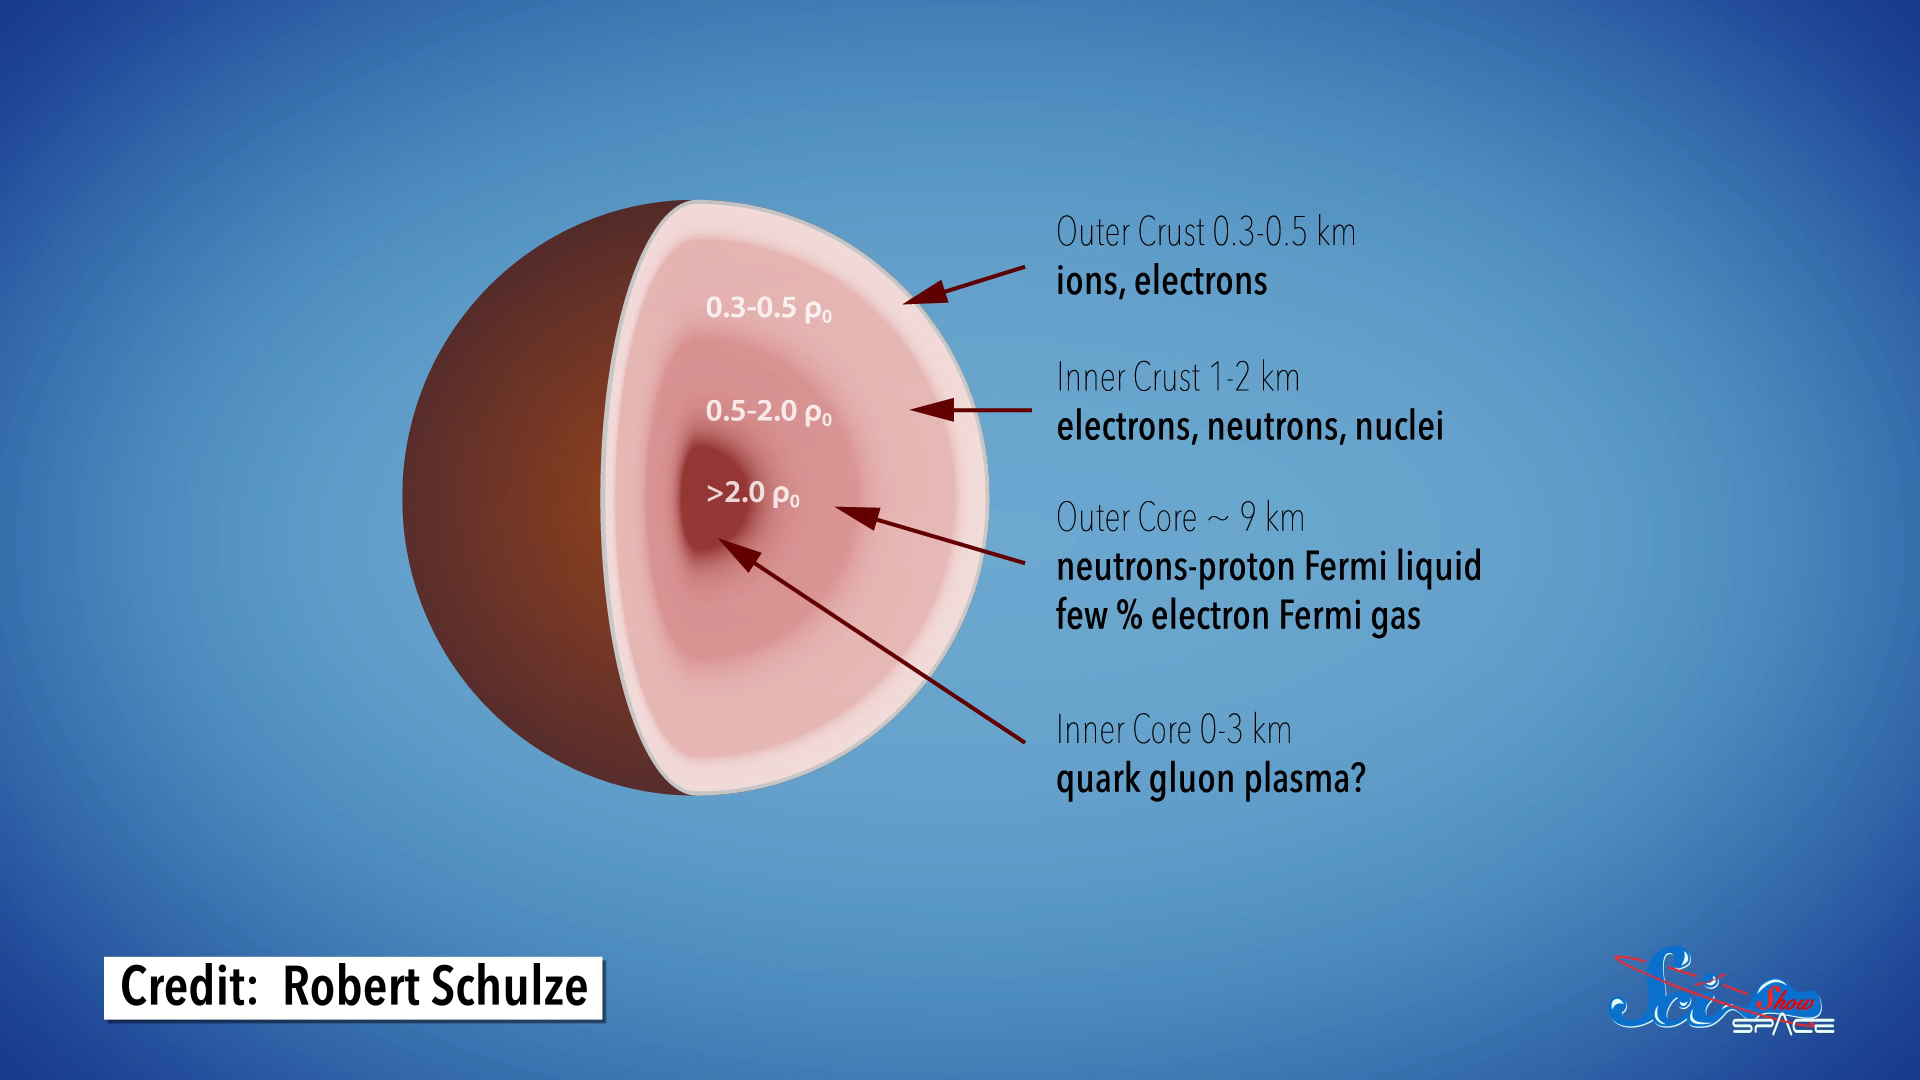 Outer Crust 0.3-0.5 km
ions, electrons
0.3-0.5 ρ₀
Inner Crust 1-2 km
electrons, neutrons, nuclei
0.5-2.0 ρ₀
>2.0 ρ₀
Outer Core ~ 9 km
neutrons-proton Fermi liquid
few % electron Fermi gas
Inner Core 0-3 km
quark gluon plasma?
Credit: Robert Schulze
Sci
Show
SPACE